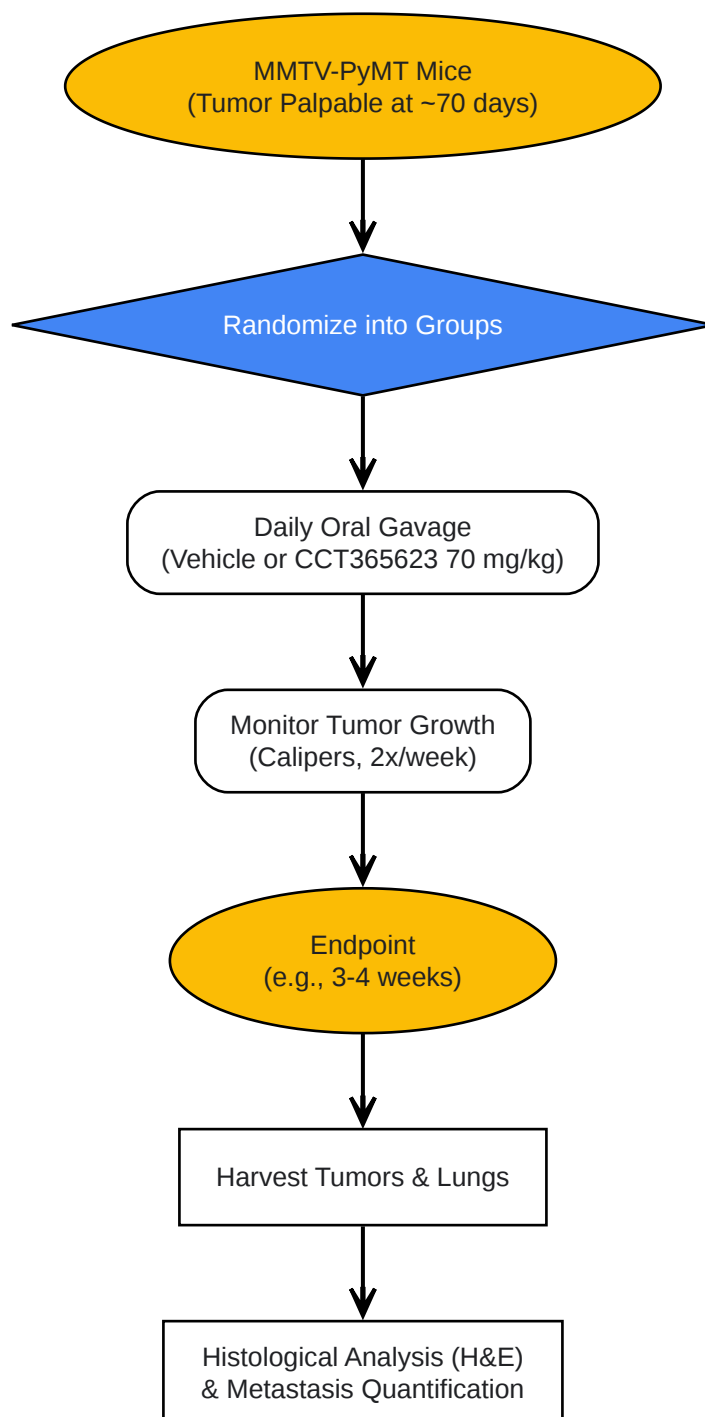 MMTV-PyMT Mice
(Tumor Palpable at ~70 days)
Randomize into Groups
Daily Oral Gavage
(Vehicle or CCT365623 70 mg/kg)
Monitor Tumor Growth
(Calipers, 2x/week)
Endpoint
(e.g., 3-4 weeks)
Harvest Tumors & Lungs
Histological Analysis (H&E)
& Metastasis Quantification